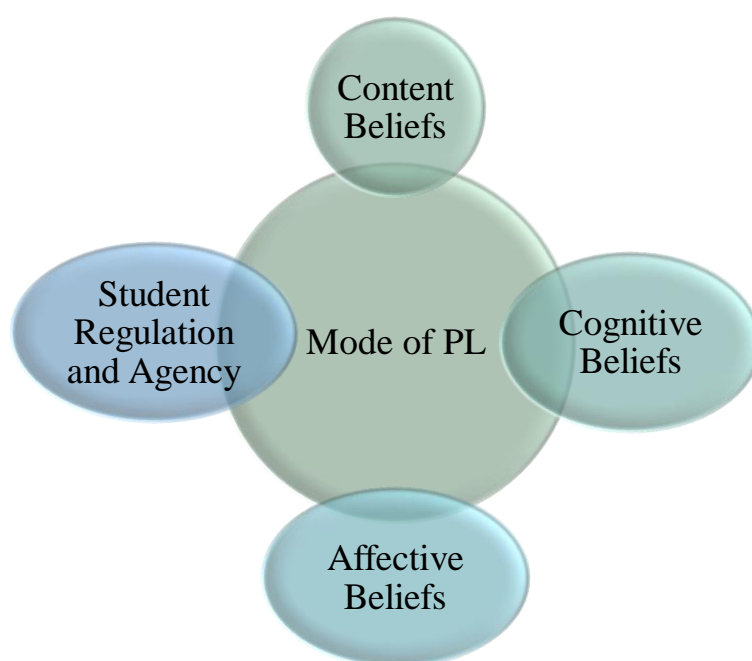 Content
Beliefs
Student
Regulation
and Agency
Mode of PL
Cognitive
Beliefs
Affective
Beliefs